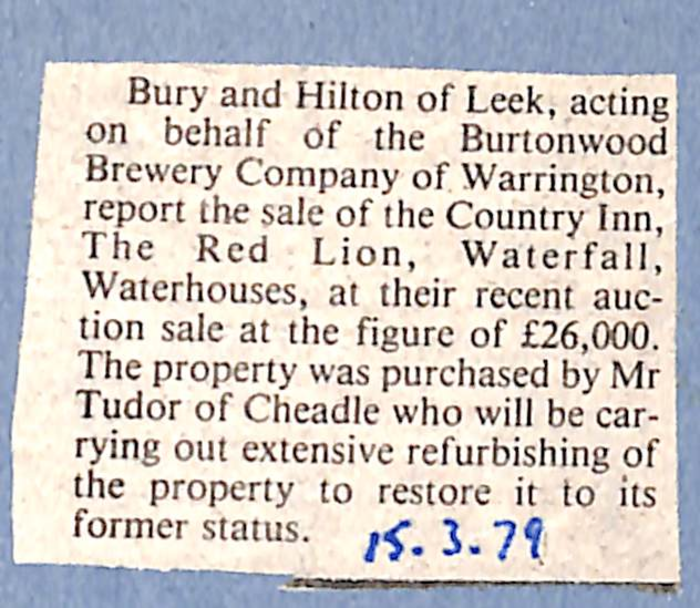 Bury and Hilton of Leek, acting
on behalf of the Burtonwood
Brewery Company of Warrington,
report the sale of the Country Inn,
The Red Lion, Waterfall,
Waterhouses, at their recent auc-
tion sale at the figure of £26,000.
The property was purchased by Mr
Tudor of Cheadle who will be car-
rying out extensive refurbishing of
the property to restore it to its
former status.
15.3.79